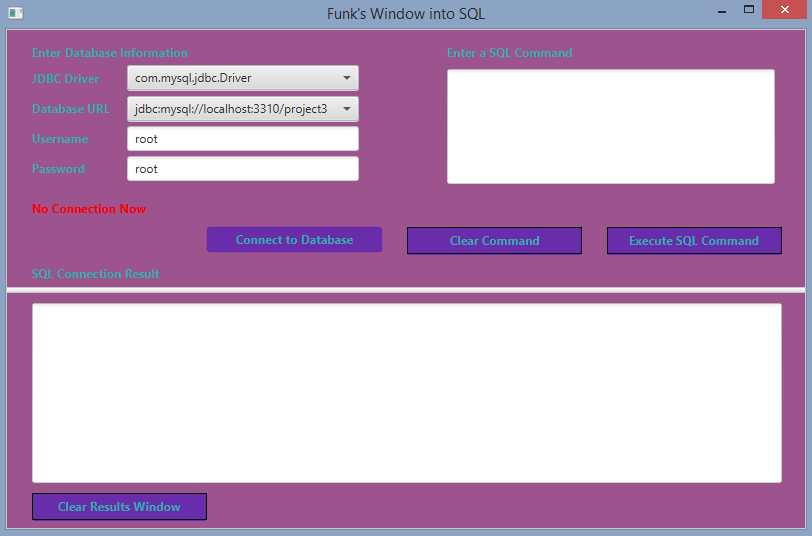 Funk's Window into SQL
Enter Database Information
JDBC Driver
com.mysql.jdbc.Driver
Database URL
jdbc:mysql://localhost:3310/project3
Username
root
Password
root
Enter a SQL Command
No Connection Now
Connect to Database
Clear Command
Execute SQL Command
SQL Connection Result
Clear Results Window